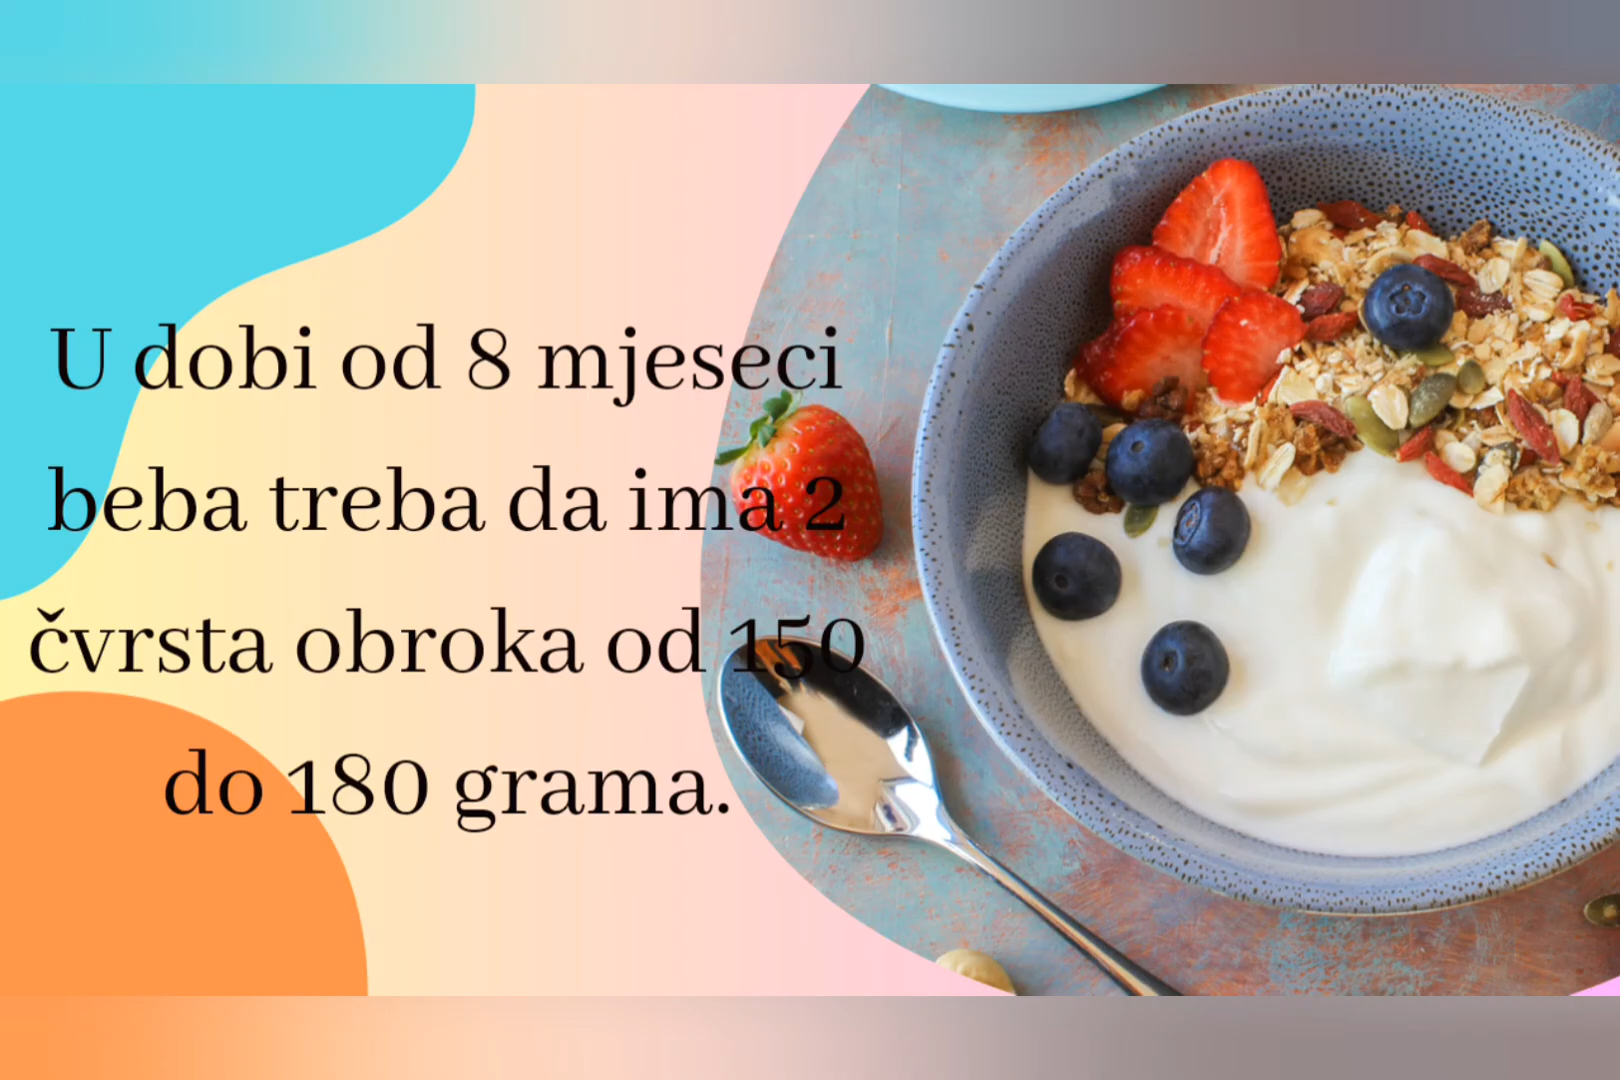 U dobi od 8 mjeseci
beba treba da ima 2
čvrsta obroka od 150
do 180 grama.